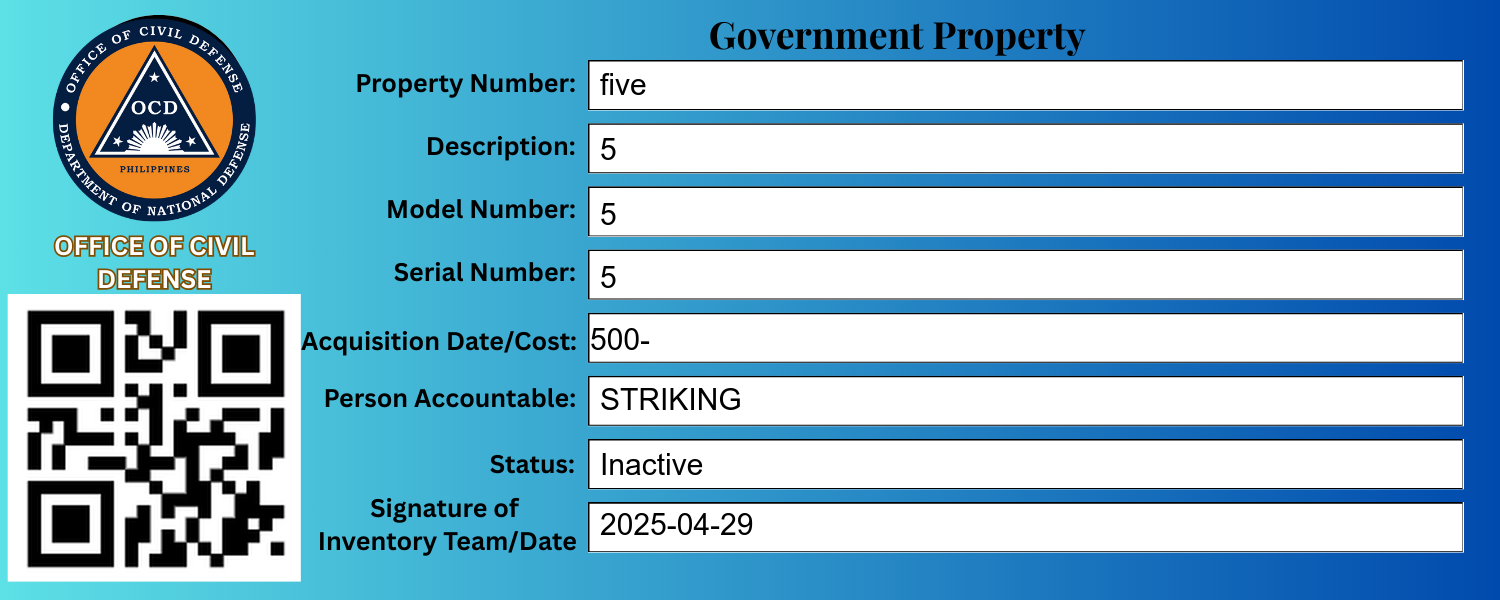 OFFICE OF CIVIL DEFENSE
OCD
PHILIPPINES
DEPARTMENT OF NATIONAL DEFENSE
OFFICE OF CIVIL
DEFENSE
Government Property
Property Number: five
Description: 5
Model Number: 5
Serial Number: 5
Acquisition Date/Cost: 500-
Person Accountable: STRIKING
Status: Inactive
Signature of
Inventory Team/Date 2025-04-29